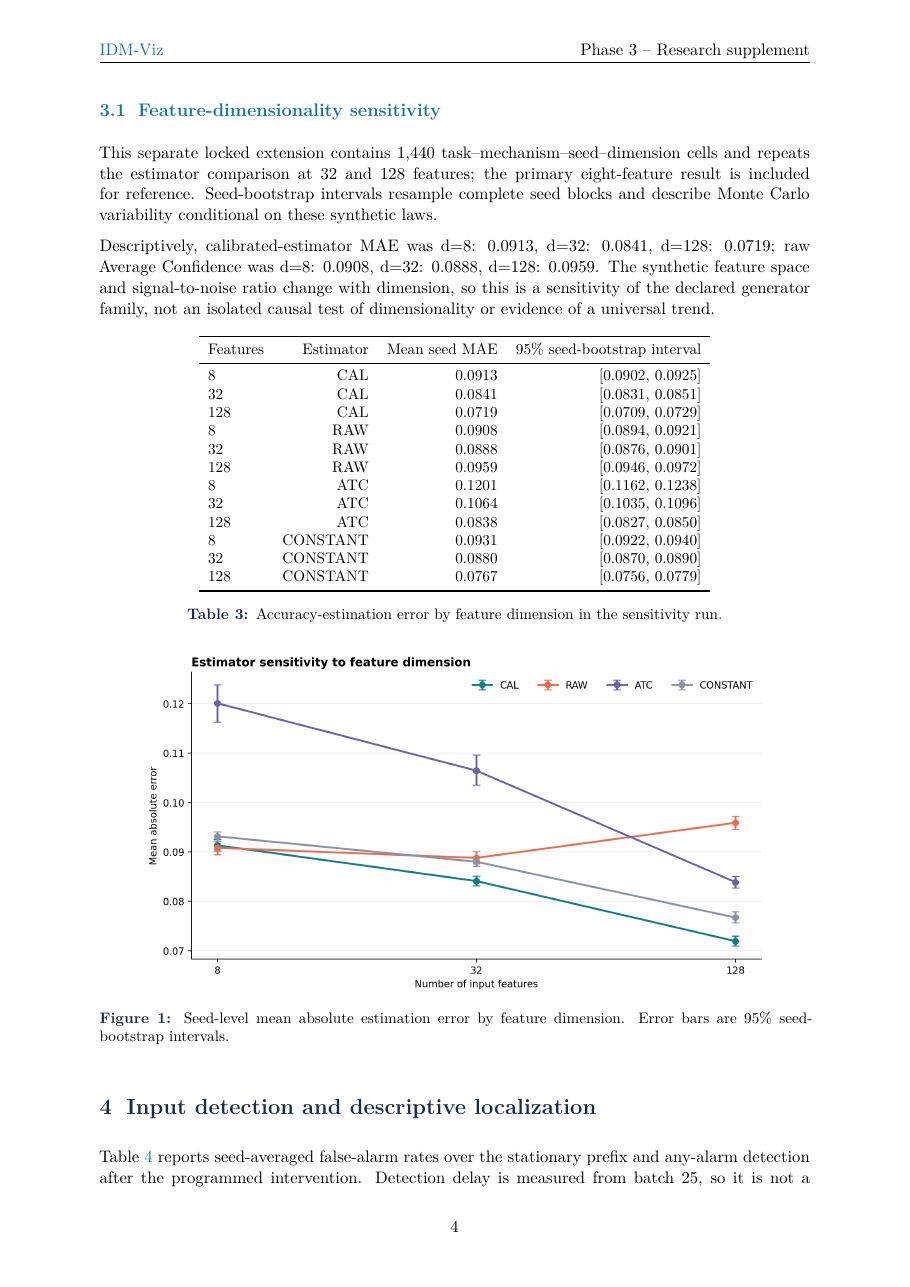 IDM-Viz Phase 3 – Research supplement
3.1 Feature-dimensionality sensitivity
This separate locked extension contains 1,440 task–mechanism–seed–dimension cells and repeats
the estimator comparison at 32 and 128 features; the primary eight-feature result is included
for reference. Seed-bootstrap intervals resample complete seed blocks and describe Monte Carlo
variability conditional on these synthetic laws.
Descriptively, calibrated-estimator MAE was d=8: 0.0913, d=32: 0.0841, d=128: 0.0719; raw
Average Confidence was d=8: 0.0908, d=32: 0.0888, d=128: 0.0959. The synthetic feature space
and signal-to-noise ratio change with dimension, so this is a sensitivity of the declared generator
family, not an isolated causal test of dimensionality or evidence of a universal trend.
Features Estimator Mean seed MAE 95% seed-bootstrap interval
8 CAL 0.0913 [0.0902, 0.0925]
32 CAL 0.0841 [0.0831, 0.0851]
128 CAL 0.0719 [0.0709, 0.0729]
8 RAW 0.0908 [0.0894, 0.0921]
32 RAW 0.0888 [0.0876, 0.0901]
128 RAW 0.0959 [0.0946, 0.0972]
8 ATC 0.1201 [0.1162, 0.1238]
32 ATC 0.1064 [0.1035, 0.1096]
128 ATC 0.0838 [0.0827, 0.0850]
8 CONSTANT 0.0931 [0.0922, 0.0940]
32 CONSTANT 0.0880 [0.0870, 0.0890]
128 CONSTANT 0.0767 [0.0756, 0.0779]
Table 3: Accuracy-estimation error by feature dimension in the sensitivity run.
Estimator sensitivity to feature dimension
CAL RAW ATC CONSTANT
0.12
0.11
0.10
0.09
0.08
0.07
Mean absolute error
8 32 128
Number of input features
Figure 1: Seed-level mean absolute estimation error by feature dimension. Error bars are 95% seed-
bootstrap intervals.
4 Input detection and descriptive localization
Table 4 reports seed-averaged false-alarm rates over the stationary prefix and any-alarm detection
after the programmed intervention. Detection delay is measured from batch 25, so it is not a
4